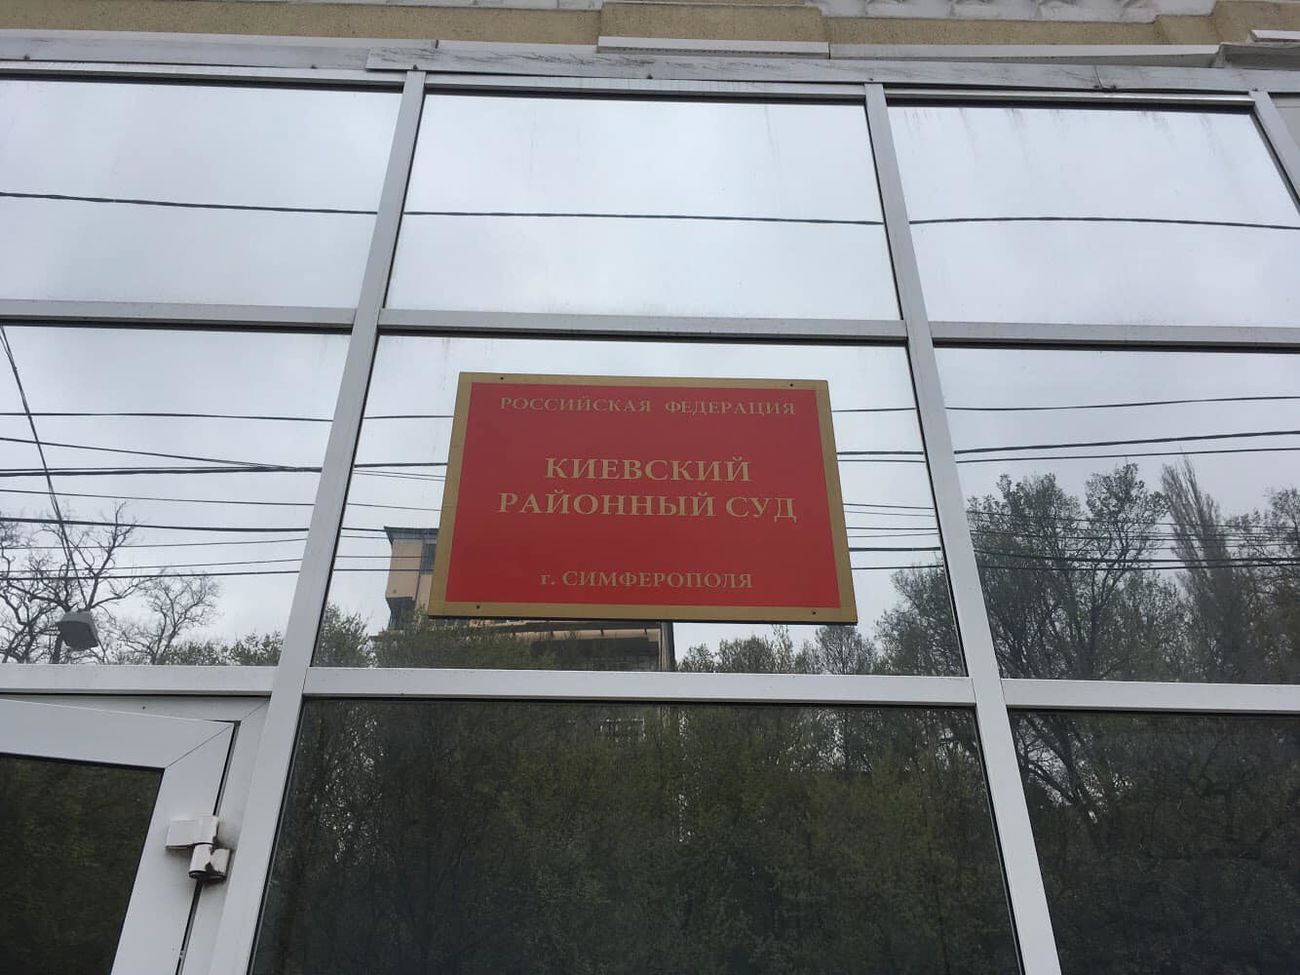 РОССИЙСКАЯ ФЕДЕРАЦИЯ
КИЕВСКИЙ
РАЙОННЫЙ СУД
г. СИМФЕРОПОЛЯ